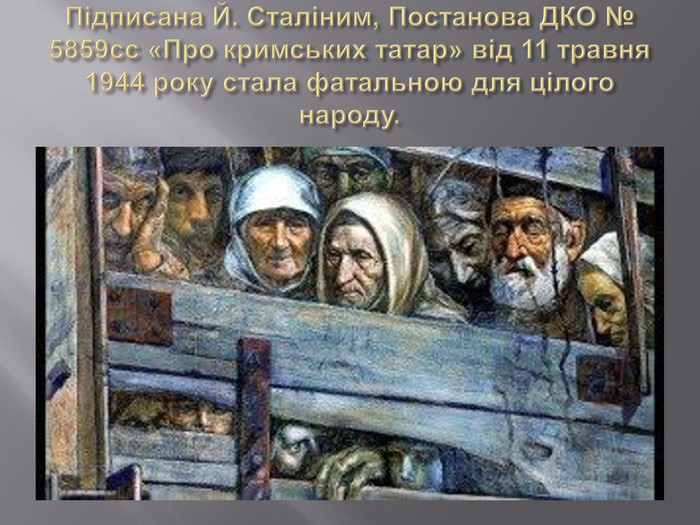 Підписана Й. Сталіним, Постанова ДКО №
5859сс «Про кримських татар» від 11 травня
1944 року стала фатальною для цілого
народу.